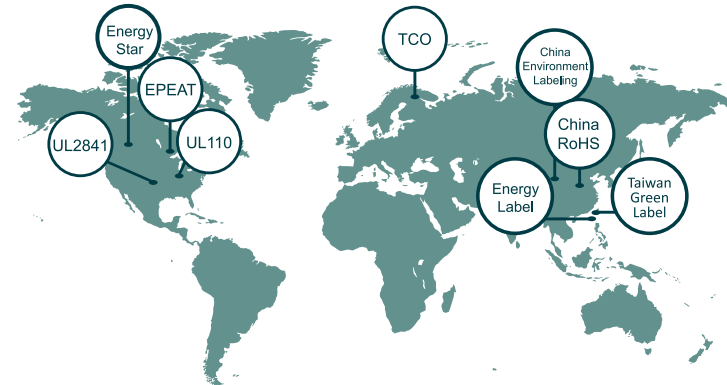 Energy
Star
EPEAT
UL2841
UL110
TCO
China
Environment
Labeling
China
RoHS
Energy
Label
Taiwan
Green
Label